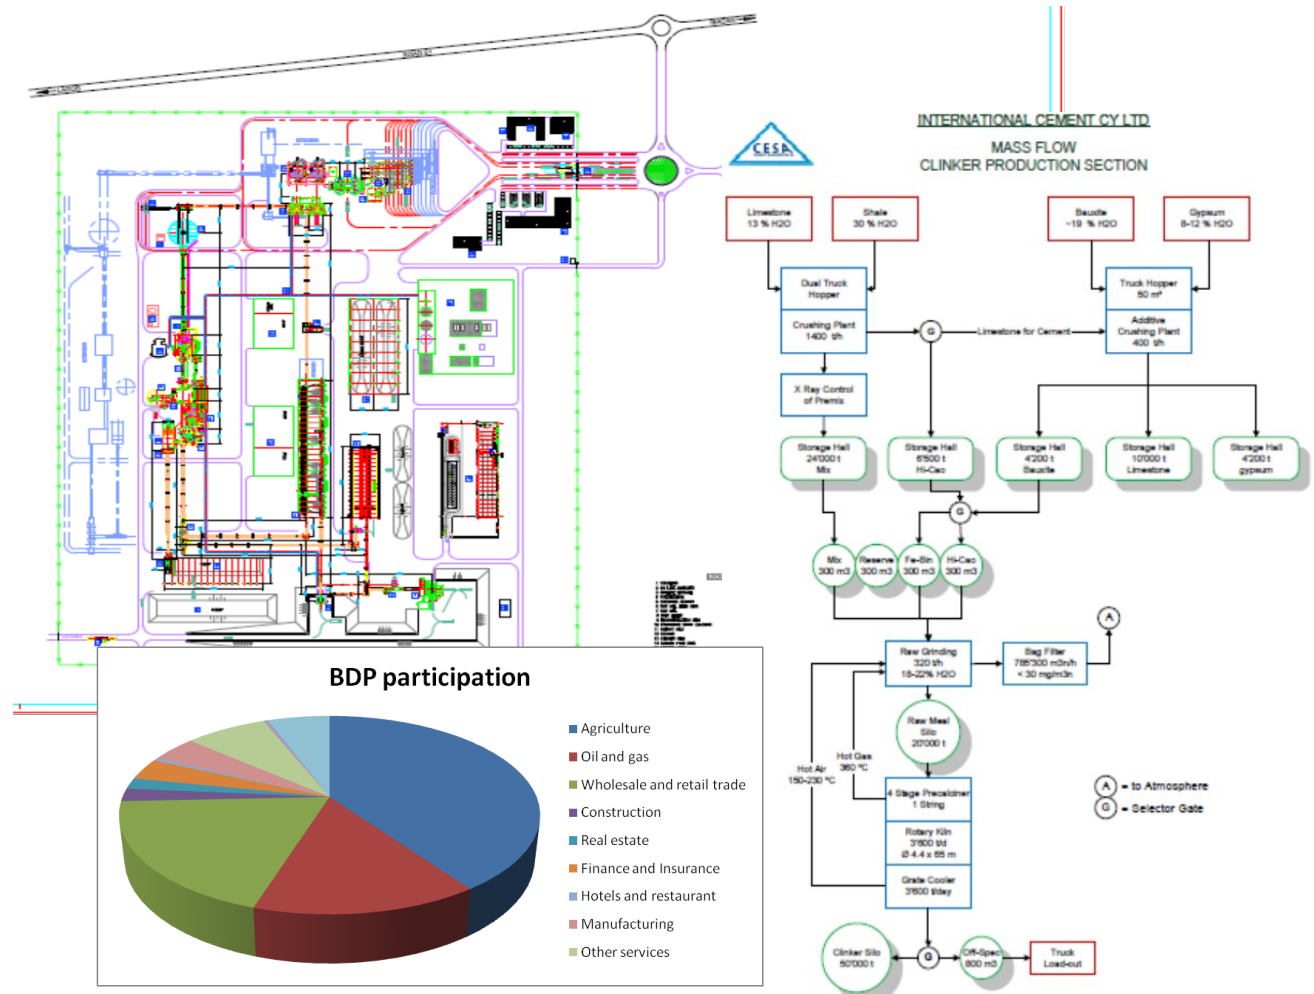 INTERNATIONAL CEMENT CY LTD
CESA
MASS FLOW
CLINKER PRODUCTION SECTION
Limestone
13 % H2O
Shale
30 % H2O
Bauxite
~19 % H2O
Gypsum
8-12 % H2O
Dual Truck
Hopper
Truck Hopper
50 m³
Crushing Plant
1400 t/h
G
Limestone for Cement
Additive
Crushing Plant
400 t/h
X Ray Control
of Premix
Storage Hall
24'000 t
Mix
Storage Hall
6'500 t
Hi-Cao
Storage Hall
4'200 t
Bauxite
Storage Hall
10'000 t
Limestone
Storage Hall
4'200 t
gypsum
G
Mix
300 m3
Reserve
300 m3
Fe-Bin
300 m3
Hi-Cao
300 m3
A
Raw Grinding
320 t/h
18-22% H2O
Bag Filter
786'300 m3n/h
< 30 mg/m3n
Raw Meal
Silo
20'000 t
Hot Gas
360 ºC
Hot Air
150-230 ºC
4 Stage Precalciner
1 String
A = to Atmosphere
G = Selector Gate
Rotary Kiln
3'600 t/d
Ø 4.4 x 65 m
Grate Cooler
3'600 t/day
Clinker Silo
50'000 t
G
Off-Spec
800 m3
Truck
Load-out
BDP participation
Agriculture
Oil and gas
Wholesale and retail trade
Construction
Real estate
Finance and Insurance
Hotels and restaurant
Manufacturing
Other services